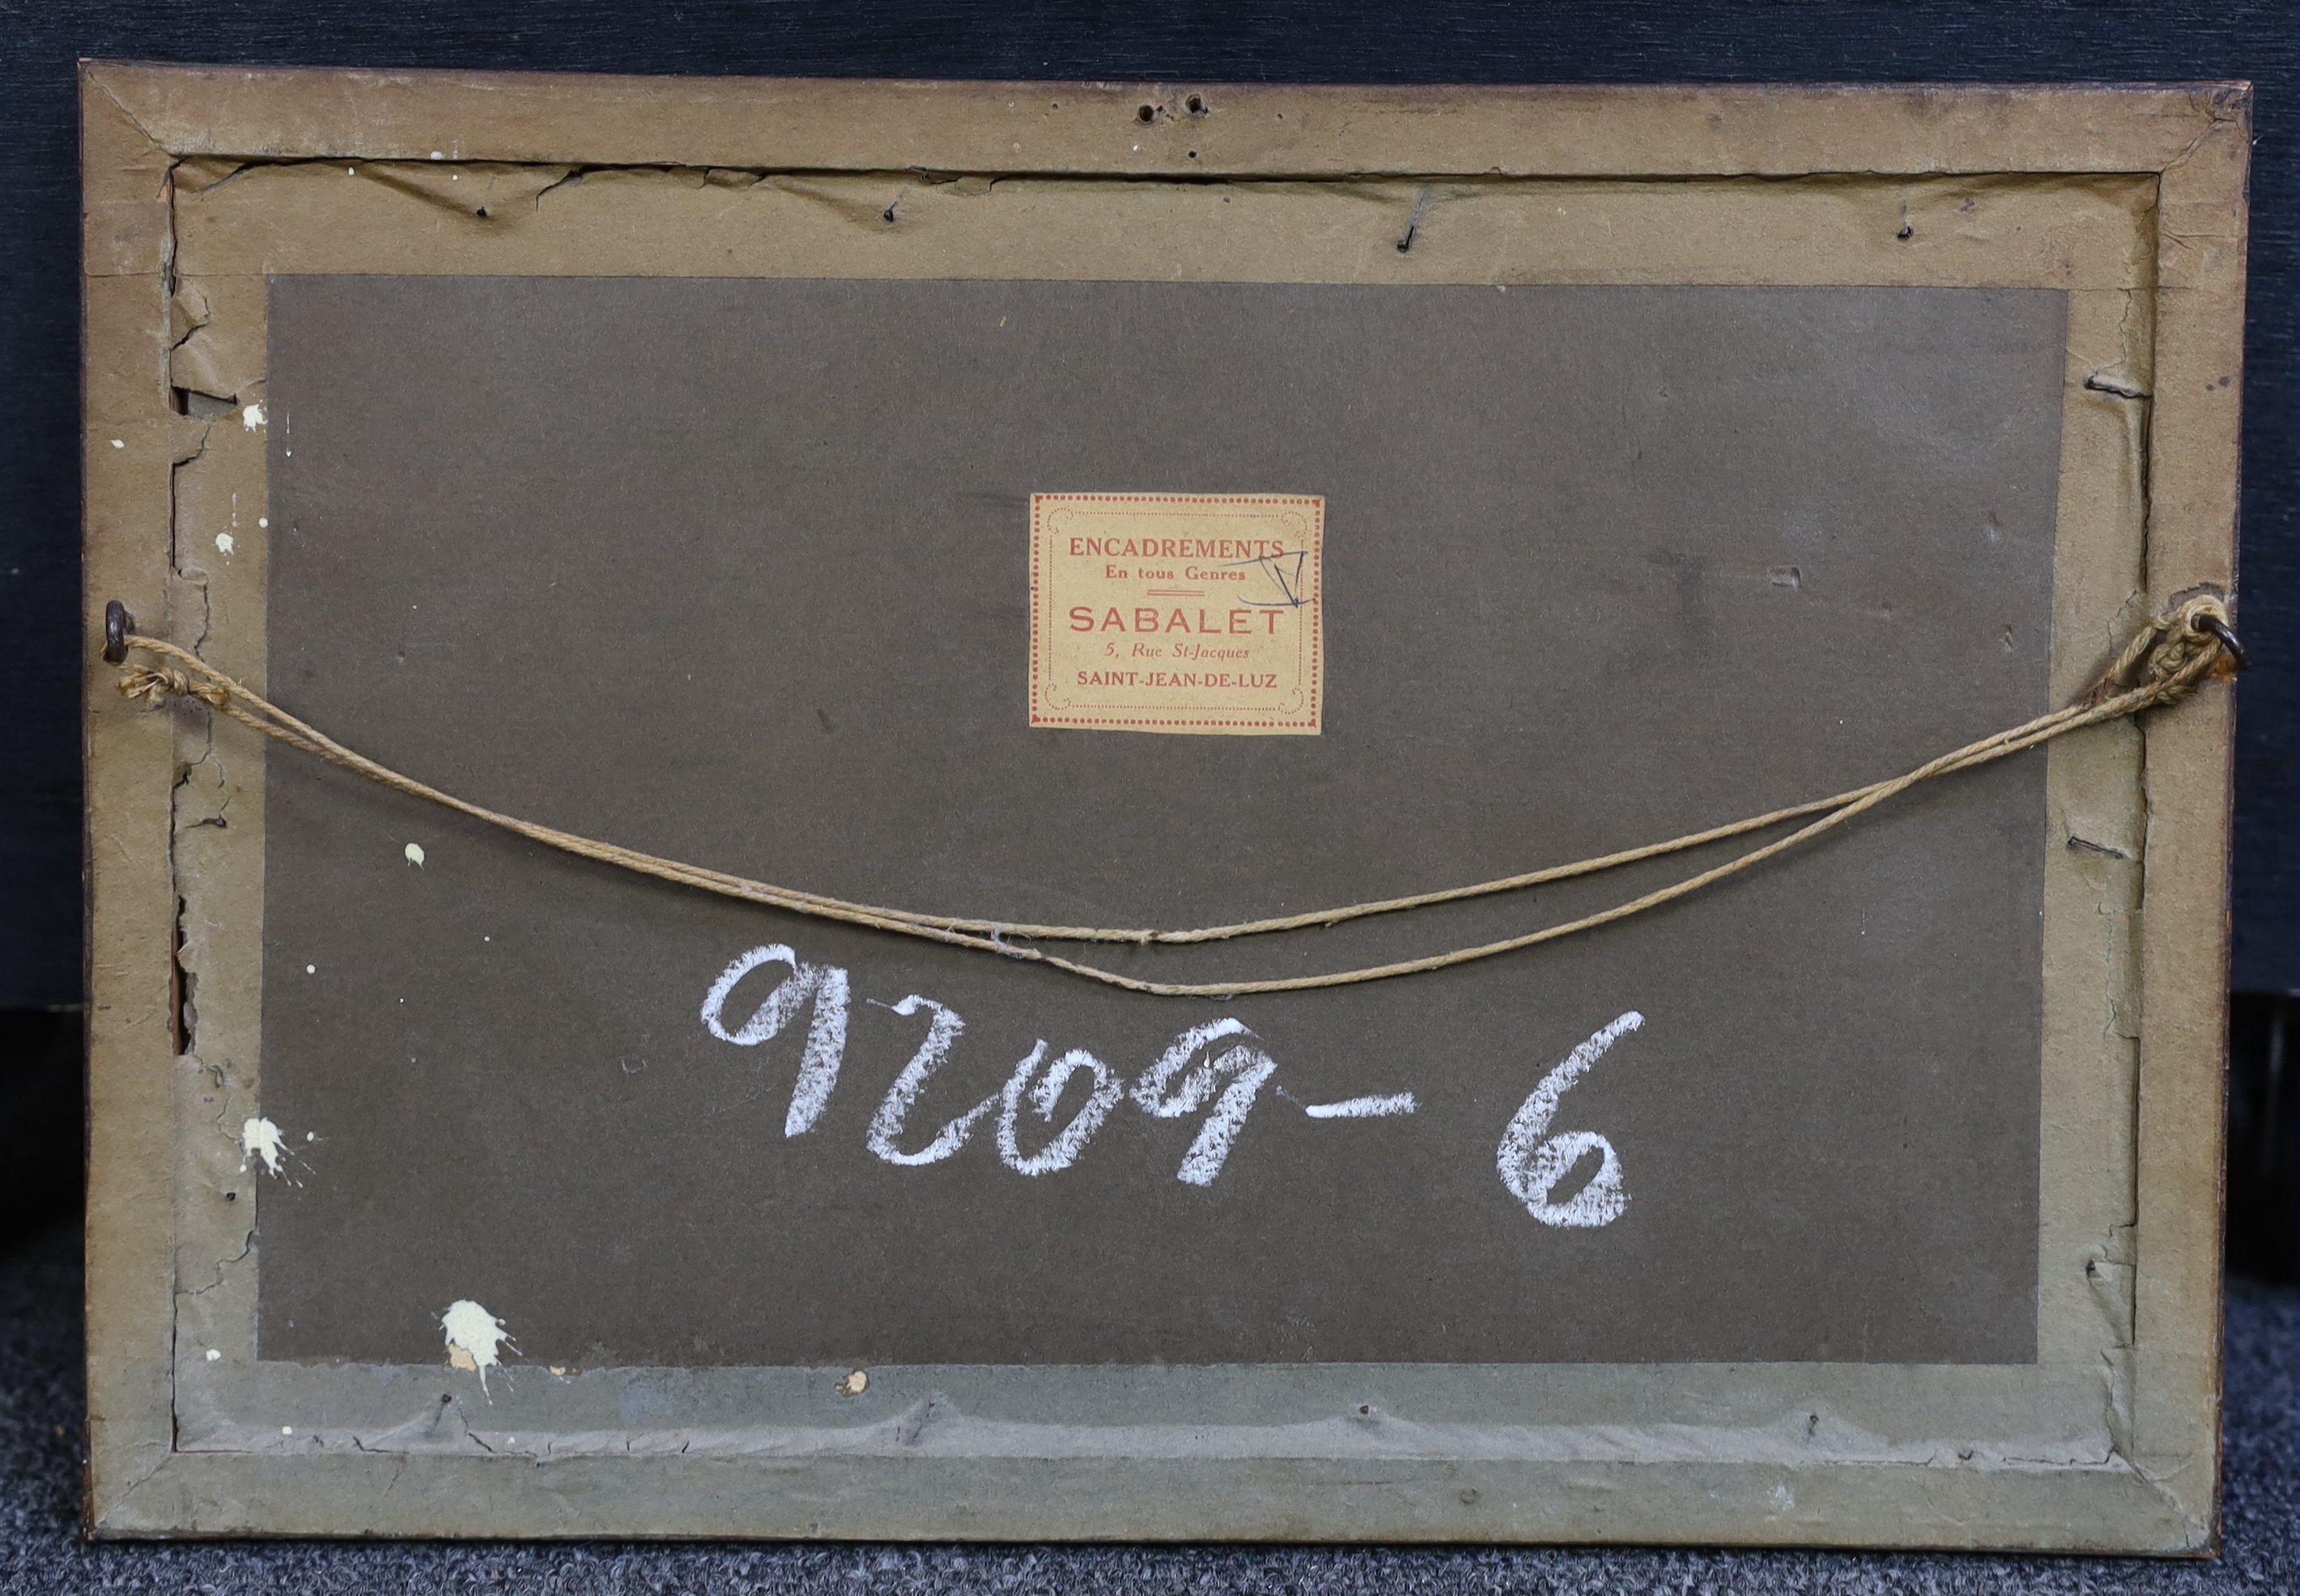 ENCADREMENTS
En tous Genres
SABALET
5, Rue St-Jacques
SAINT-JEAN-DE-LUZ
9209-6